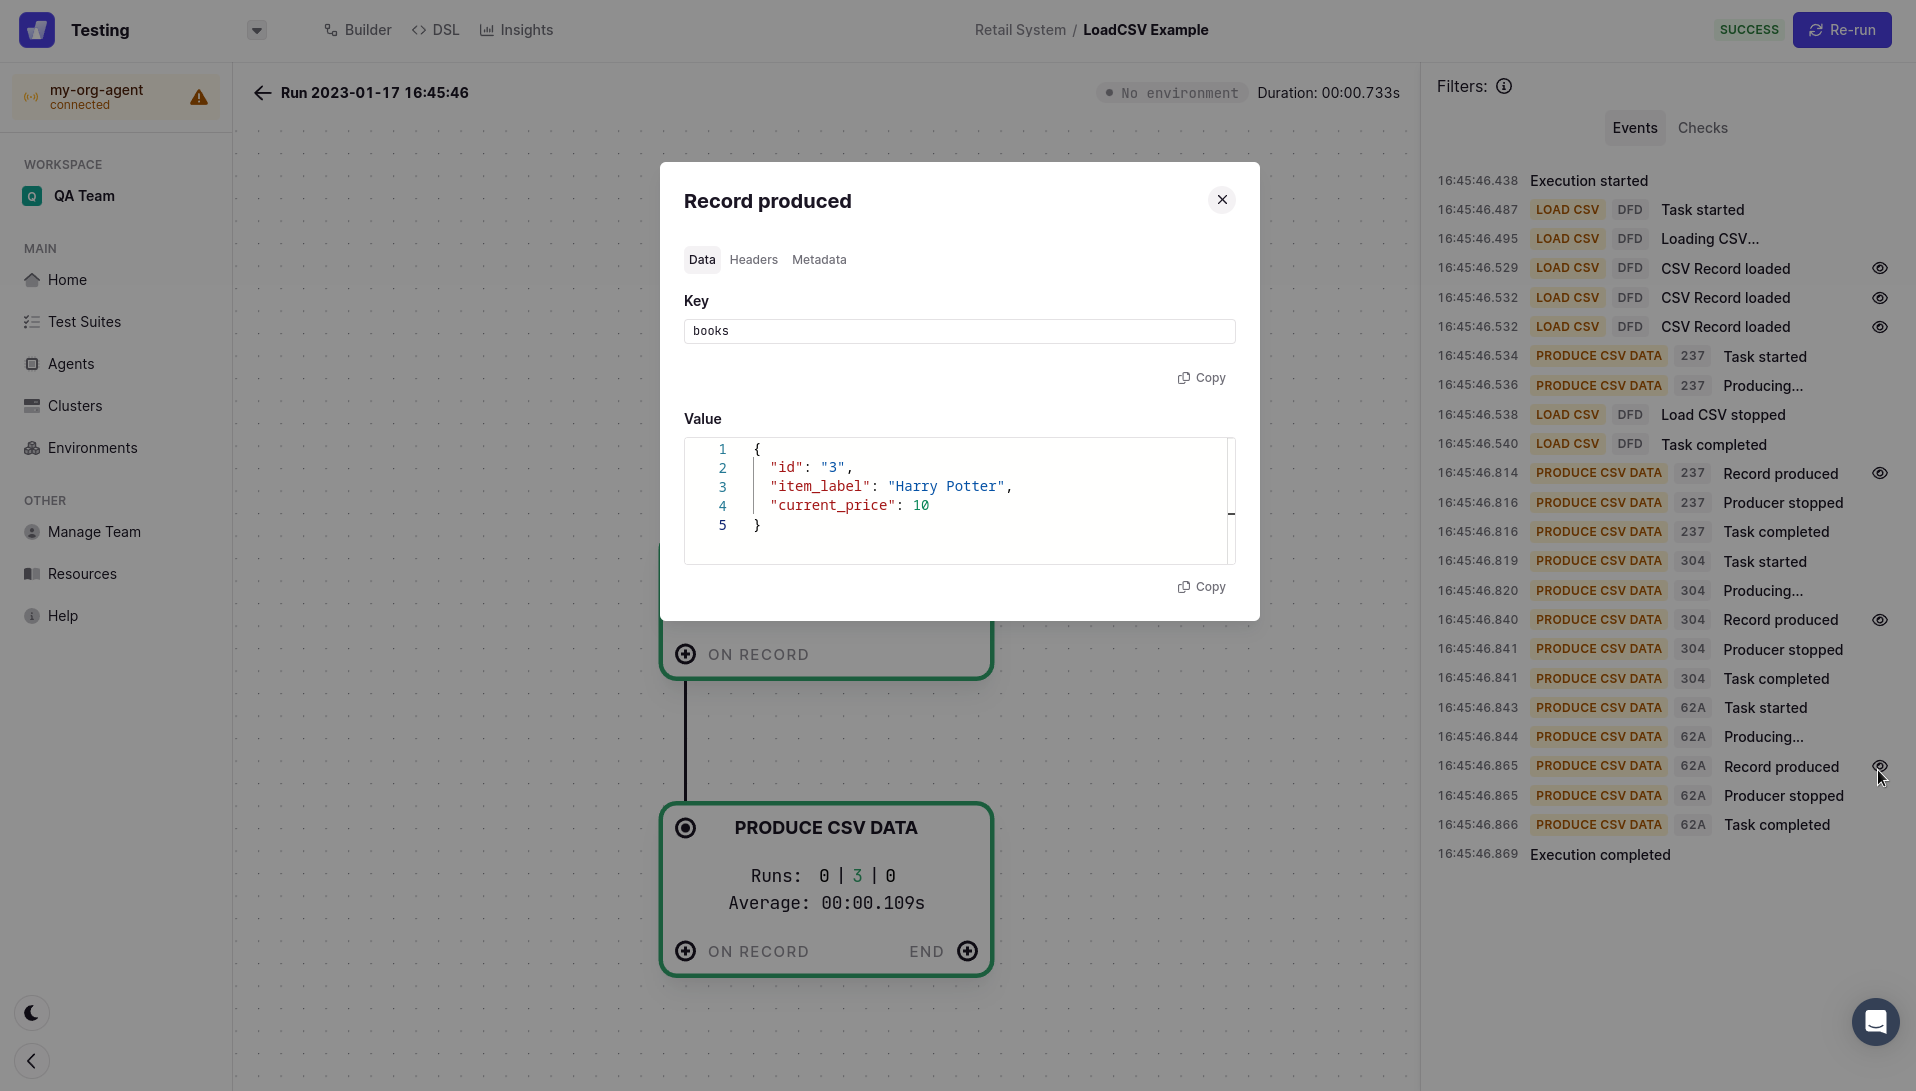 Testing
Builder
DSL
Insights
Retail System / LoadCSV Example
SUCCESS
Re-run
my-org-agent
connected
WORKSPACE
Q QA Team
MAIN
Home
Test Suites
Agents
Clusters
Environments
OTHER
Manage Team
Resources
Help
Run 2023-01-17 16:45:46
No environment
Duration: 00:00.733s
Record produced
Data Headers Metadata
Key
books
Copy
Value
1 {
2 "id": "3",
3 "item_label": "Harry Potter",
4 "current_price": 10
5 }
Copy
ON RECORD
PRODUCE CSV DATA
Runs: 0 | 3 | 0
Average: 00:00.109s
ON RECORD END
Filters:
Events Checks
16:45:46.438 Execution started
16:45:46.487 LOAD CSV DFD Task started
16:45:46.495 LOAD CSV DFD Loading CSV...
16:45:46.529 LOAD CSV DFD CSV Record loaded
16:45:46.532 LOAD CSV DFD CSV Record loaded
16:45:46.532 LOAD CSV DFD CSV Record loaded
16:45:46.534 PRODUCE CSV DATA 237 Task started
16:45:46.536 PRODUCE CSV DATA 237 Producing...
16:45:46.538 LOAD CSV DFD Load CSV stopped
16:45:46.540 LOAD CSV DFD Task completed
16:45:46.814 PRODUCE CSV DATA 237 Record produced
16:45:46.816 PRODUCE CSV DATA 237 Producer stopped
16:45:46.816 PRODUCE CSV DATA 237 Task completed
16:45:46.819 PRODUCE CSV DATA 304 Task started
16:45:46.820 PRODUCE CSV DATA 304 Producing...
16:45:46.840 PRODUCE CSV DATA 304 Record produced
16:45:46.841 PRODUCE CSV DATA 304 Producer stopped
16:45:46.841 PRODUCE CSV DATA 304 Task completed
16:45:46.843 PRODUCE CSV DATA 62A Task started
16:45:46.844 PRODUCE CSV DATA 62A Producing...
16:45:46.865 PRODUCE CSV DATA 62A Record produced
16:45:46.865 PRODUCE CSV DATA 62A Producer stopped
16:45:46.866 PRODUCE CSV DATA 62A Task completed
16:45:46.869 Execution completed